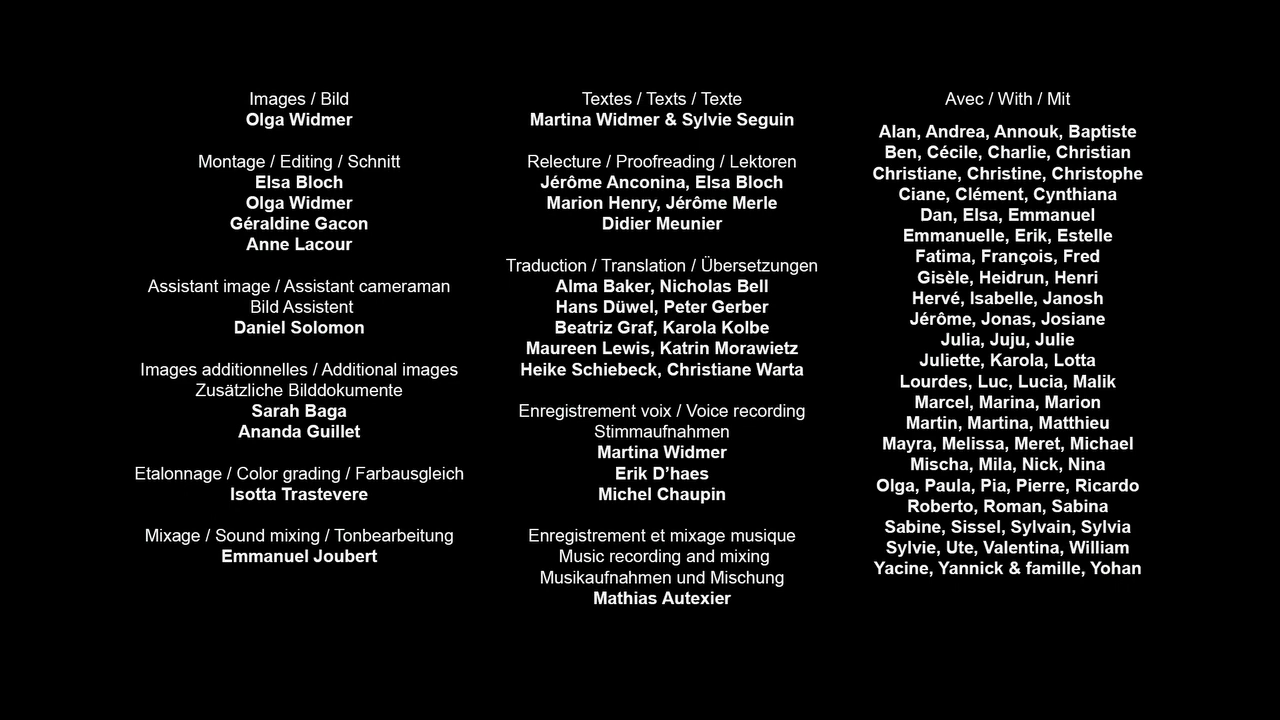 Images / Bild
Olga Widmer
Montage / Editing / Schnitt
Elsa Bloch
Olga Widmer
Géraldine Gacon
Anne Lacour
Assistant image / Assistant cameraman
Bild Assistent
Daniel Solomon
Images additionnelles / Additional images
Zusätzliche Bilddokumente
Sarah Baga
Ananda Guillet
Etalonnage / Color grading / Farbausgleich
Isotta Trastevere
Mixage / Sound mixing / Tonbearbeitung
Emmanuel Joubert
Textes / Texts / Texte
Martina Widmer & Sylvie Seguin
Relecture / Proofreading / Lektoren
Jérôme Anconina, Elsa Bloch
Marion Henry, Jérôme Merle
Didier Meunier
Traduction / Translation / Übersetzungen
Alma Baker, Nicholas Bell
Hans Düwel, Peter Gerber
Beatriz Graf, Karola Kolbe
Maureen Lewis, Katrin Morawietz
Heike Schiebeck, Christiane Warta
Enregistrement voix / Voice recording
Stimmaufnahmen
Martina Widmer
Erik D’haes
Michel Chaupin
Enregistrement et mixage musique
Music recording and mixing
Musikaufnahmen und Mischung
Mathias Autexier
Avec / With / Mit
Alan, Andrea, Annouk, Baptiste
Ben, Cécile, Charlie, Christian
Christiane, Christine, Christophe
Ciane, Clément, Cynthiana
Dan, Elsa, Emmanuel
Emmanuelle, Erik, Estelle
Fatima, François, Fred
Gisèle, Heidrun, Henri
Hervé, Isabelle, Janosh
Jérôme, Jonas, Josiane
Julia, Juju, Julie
Juliette, Karola, Lotta
Lourdes, Luc, Lucia, Malik
Marcel, Marina, Marion
Martin, Martina, Matthieu
Mayra, Melissa, Meret, Michael
Mischa, Mila, Nick, Nina
Olga, Paula, Pia, Pierre, Ricardo
Roberto, Roman, Sabina
Sabine, Sissel, Sylvain, Sylvia
Sylvie, Ute, Valentina, William
Yacine, Yannick & famille, Yohan